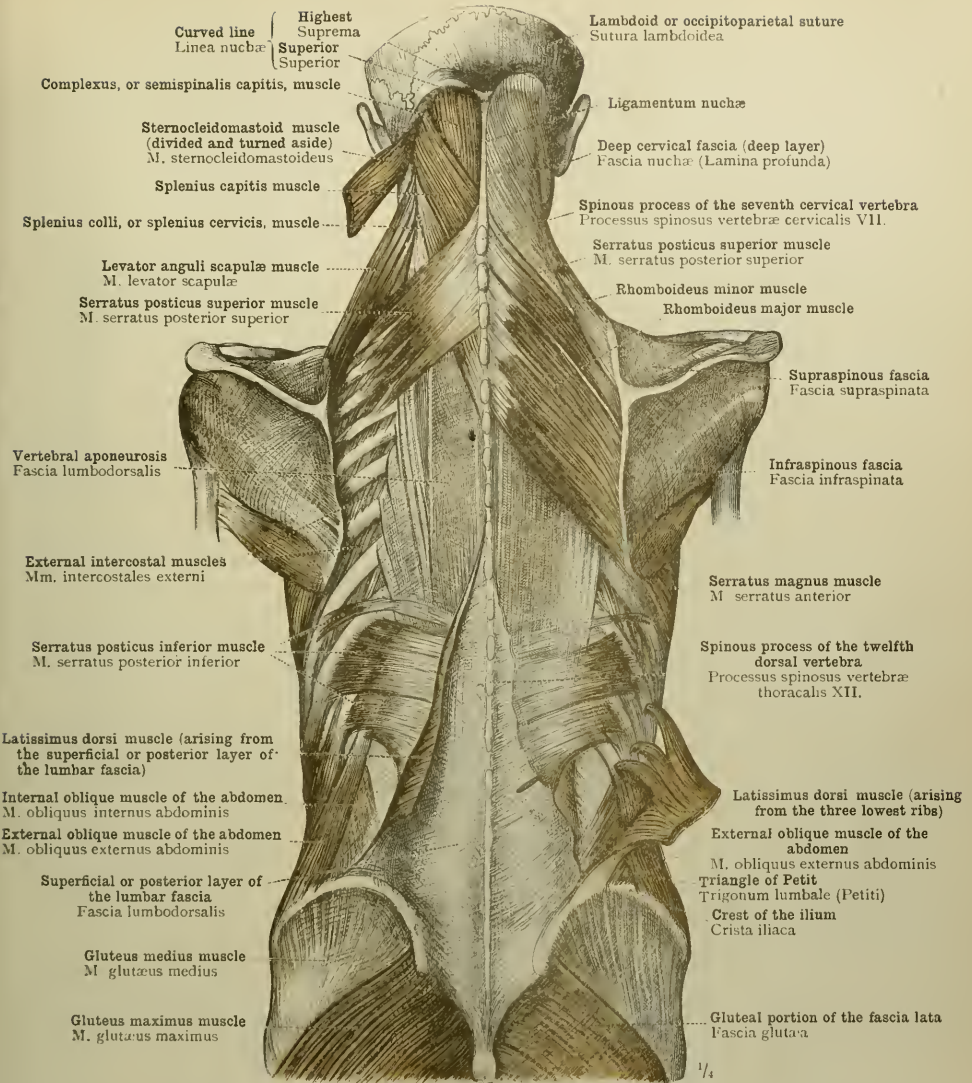 Curved line
Linea nuchæ
Highest
Suprema
Superior
Superior
Complexus, or semispinalis capitis, muscle
Sternocleidomastoid muscle
(divided and turned aside)
M. sternocleidomastoideus
Splenius capitis muscle
Splenius colli, or splenius cervicis, muscle
Levator anguli scapulæ muscle
M. levator scapulæ
Serratus posticus superior muscle
M. serratus posterior superior
Vertebral aponeurosis
Fascia lumbodorsalis
External intercostal muscles
Mm. intercostales externi
Serratus posticus inferior muscle
M. serratus posterior inferior
Latissimus dorsi muscle (arising from
the superficial or posterior layer of
the lumbar fascia)
Internal oblique muscle of the abdomen
M. obliquus internus abdominis
External oblique muscle of the abdomen
M. obliquus externus abdominis
Superficial or posterior layer of
the lumbar fascia
Fascia lumbodorsalis
Gluteus medius muscle
M glutæus medius
Gluteus maximus muscle
M. glutæus maximus
Lambdoid or occipitoparietal suture
Sutura lambdoidea
Ligamentum nuchæ
Deep cervical fascia (deep layer)
Fascia nuchæ (Lamina profunda)
Spinous process of the seventh cervical vertebra
Processus spinosus vertebræ cervicalis VII.
Serratus posticus superior muscle
M. serratus posterior superior
Rhomboideus minor muscle
Rhomboideus major muscle
Supraspinous fascia
Fascia supraspinata
Infraspinous fascia
Fascia infraspinata
Serratus magnus muscle
M serratus anterior
Spinous process of the twelfth
dorsal vertebra
Processus spinosus vertebræ
thoracalis XII.
Latissimus dorsi muscle (arising
from the three lowest ribs)
External oblique muscle of the
abdomen
M. obliquus externus abdominis
Triangle of Petit
Trigonum lumbale (Petiti)
Crest of the ilium
Crista iliaca
Gluteal portion of the fascia lata
Fascia glutæa
1/4